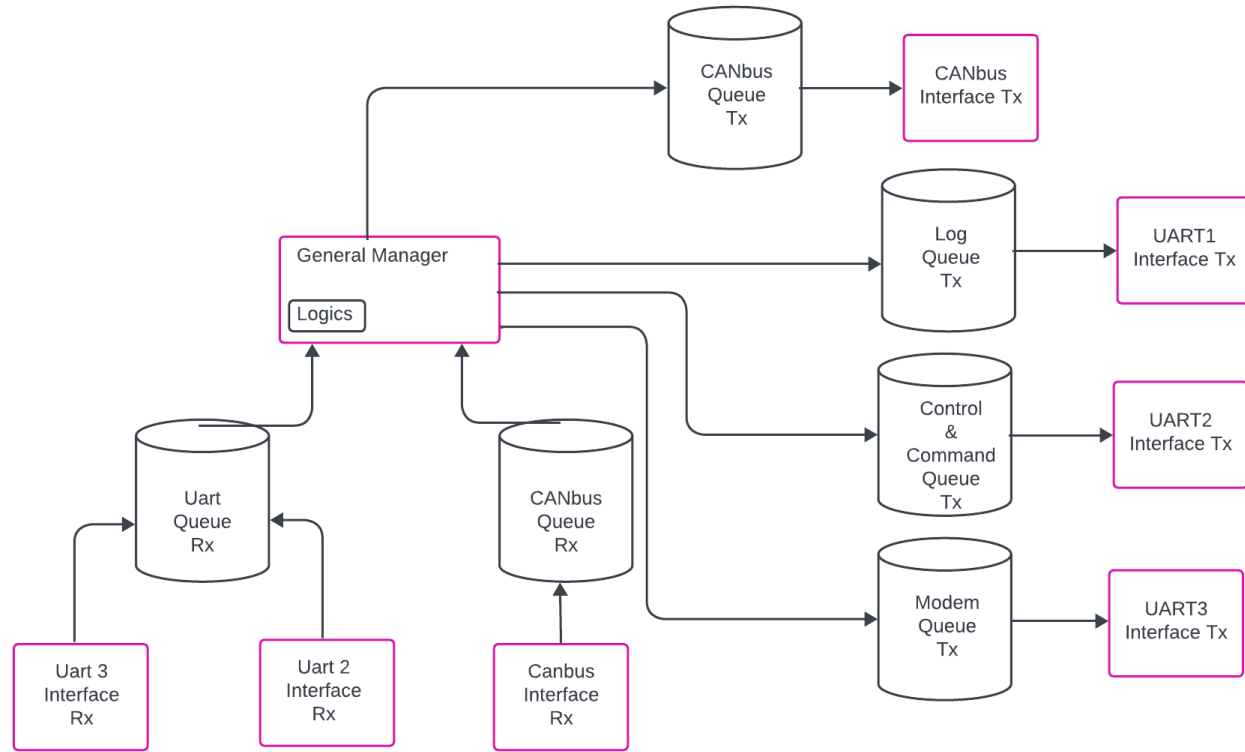 CANbus
Queue
Tx
CANbus
Interface Tx
Log
Queue
Tx
UART1
Interface Tx
General Manager
Logics
Control
&
Command
Queue
Tx
UART2
Interface Tx
Uart
Queue
Rx
CANbus
Queue
Rx
Modem
Queue
Tx
UART3
Interface Tx
Uart 3
Interface
Rx
Uart 2
Interface
Rx
Canbus
Interface
Rx